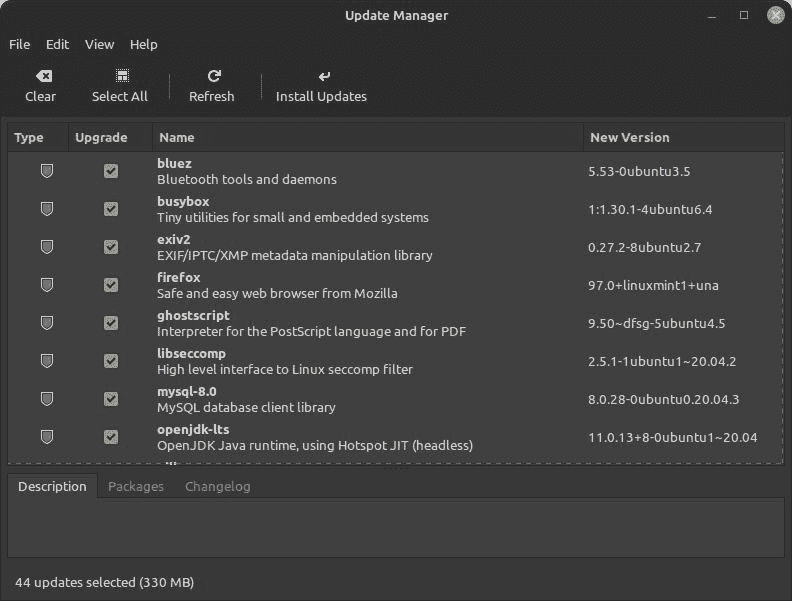 Update Manager
File Edit View Help
Clear Select All Refresh Install Updates
Type Upgrade Name New Version
bluez
Bluetooth tools and daemons 5.53-0ubuntu3.5
busybox
Tiny utilities for small and embedded systems 1:1.30.1-4ubuntu6.4
exiv2
EXIF/IPTC/XMP metadata manipulation library 0.27.2-8ubuntu2.7
firefox
Safe and easy web browser from Mozilla 97.0+linuxmint1+una
ghostscript
Interpreter for the PostScript language and for PDF 9.50~dfsg-5ubuntu4.5
libseccomp
High level interface to Linux seccomp filter 2.5.1-1ubuntu1~20.04.2
mysql-8.0
MySQL database client library 8.0.28-0ubuntu0.20.04.3
openjdk-lts
OpenJDK Java runtime, using Hotspot JIT (headless) 11.0.13+8-0ubuntu1~20.04
Description Packages Changelog
44 updates selected (330 MB)